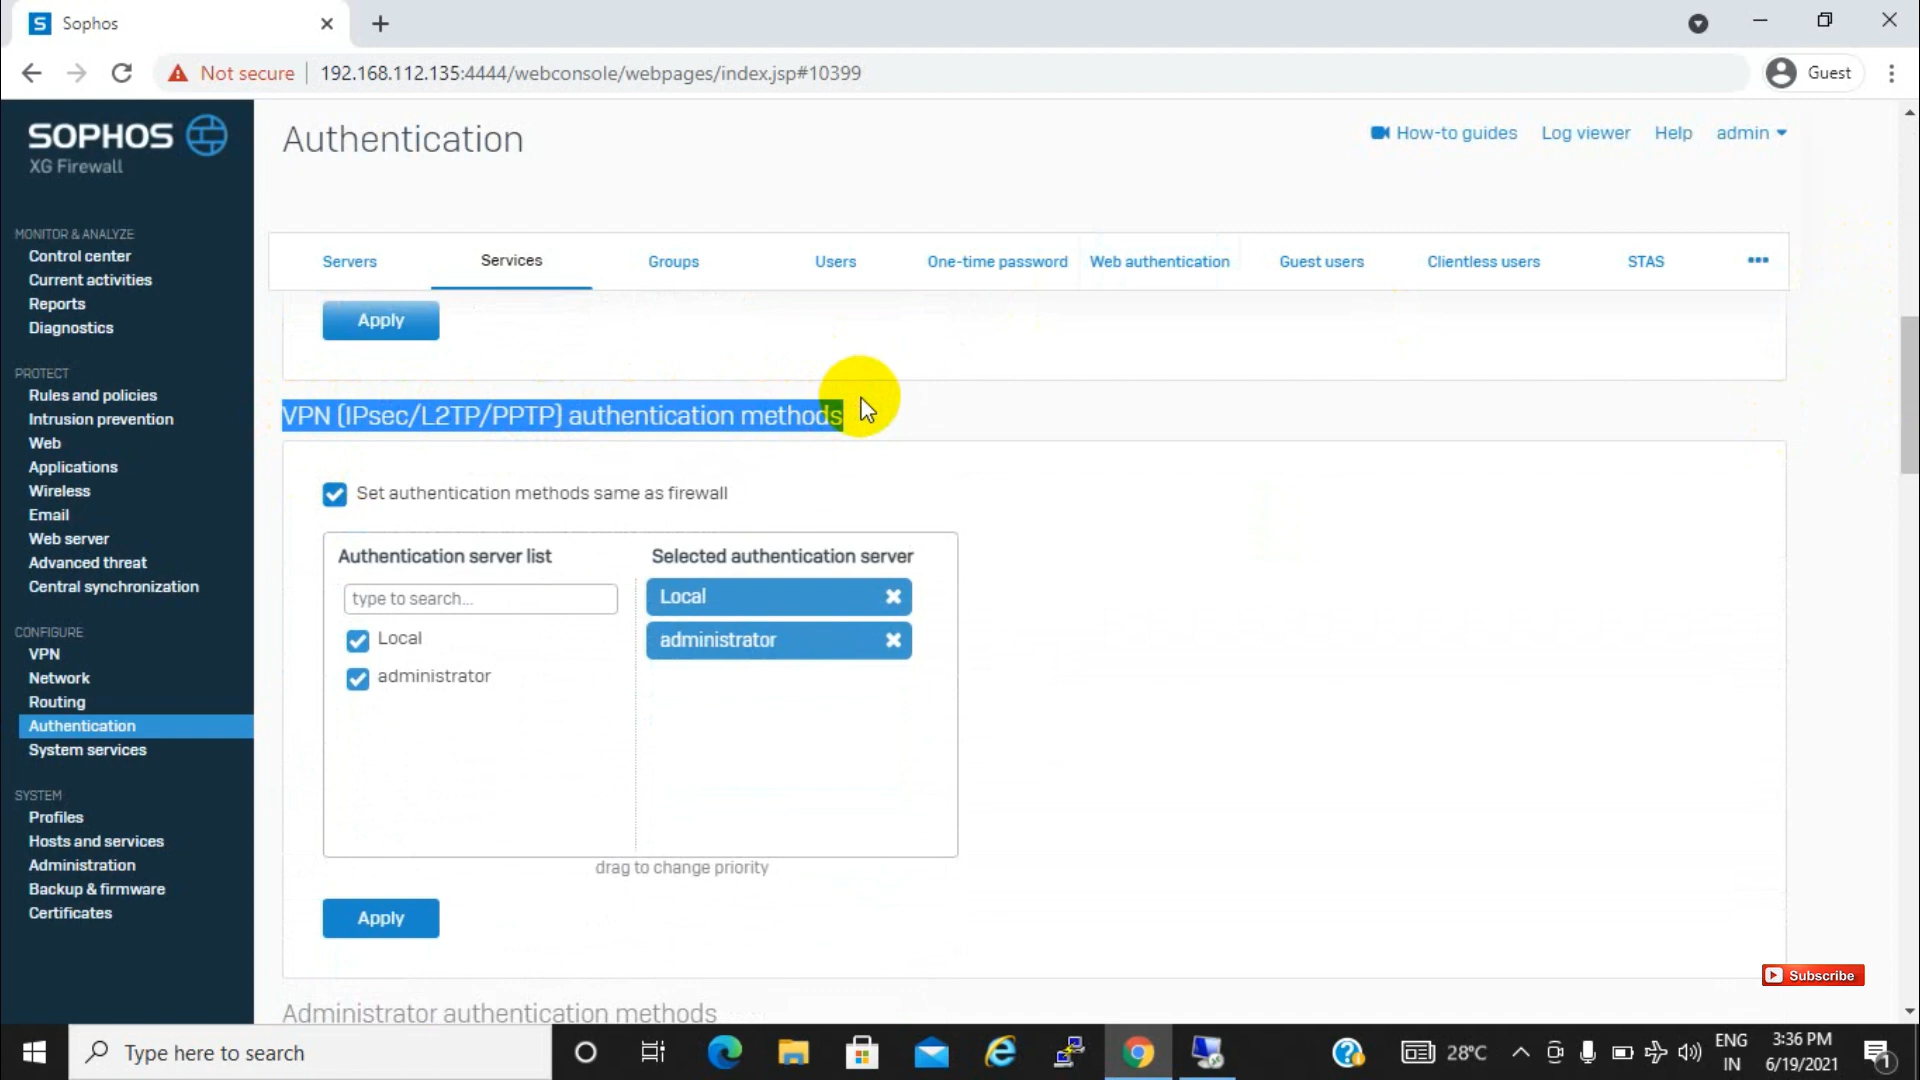 S Sophos
Not secure 192.168.112.135:4444/webconsole/webpages/index.jsp#10399
Guest
SOPHOS
XG Firewall
Authentication
How-to guides Log viewer Help admin
Servers Services Groups Users One-time password Web authentication Guest users Clientless users STAS
MONITOR & ANALYZE
Control center
Current activities
Reports
Diagnostics
PROTECT
Rules and policies
Intrusion prevention
Web
Applications
Wireless
Email
Web server
Advanced threat
Central synchronization
CONFIGURE
VPN
Network
Routing
Authentication
System services
SYSTEM
Profiles
Hosts and services
Administration
Backup & firmware
Certificates
Apply
VPN (IPsec/L2TP/PPTP) authentication methods
Set authentication methods same as firewall
Authentication server list
type to search...
Local
administrator
Selected authentication server
Local
administrator
drag to change priority
Apply
Administrator authentication methods
Subscribe
Type here to search
28°C
ENG
IN
3:36 PM
6/19/2021
1